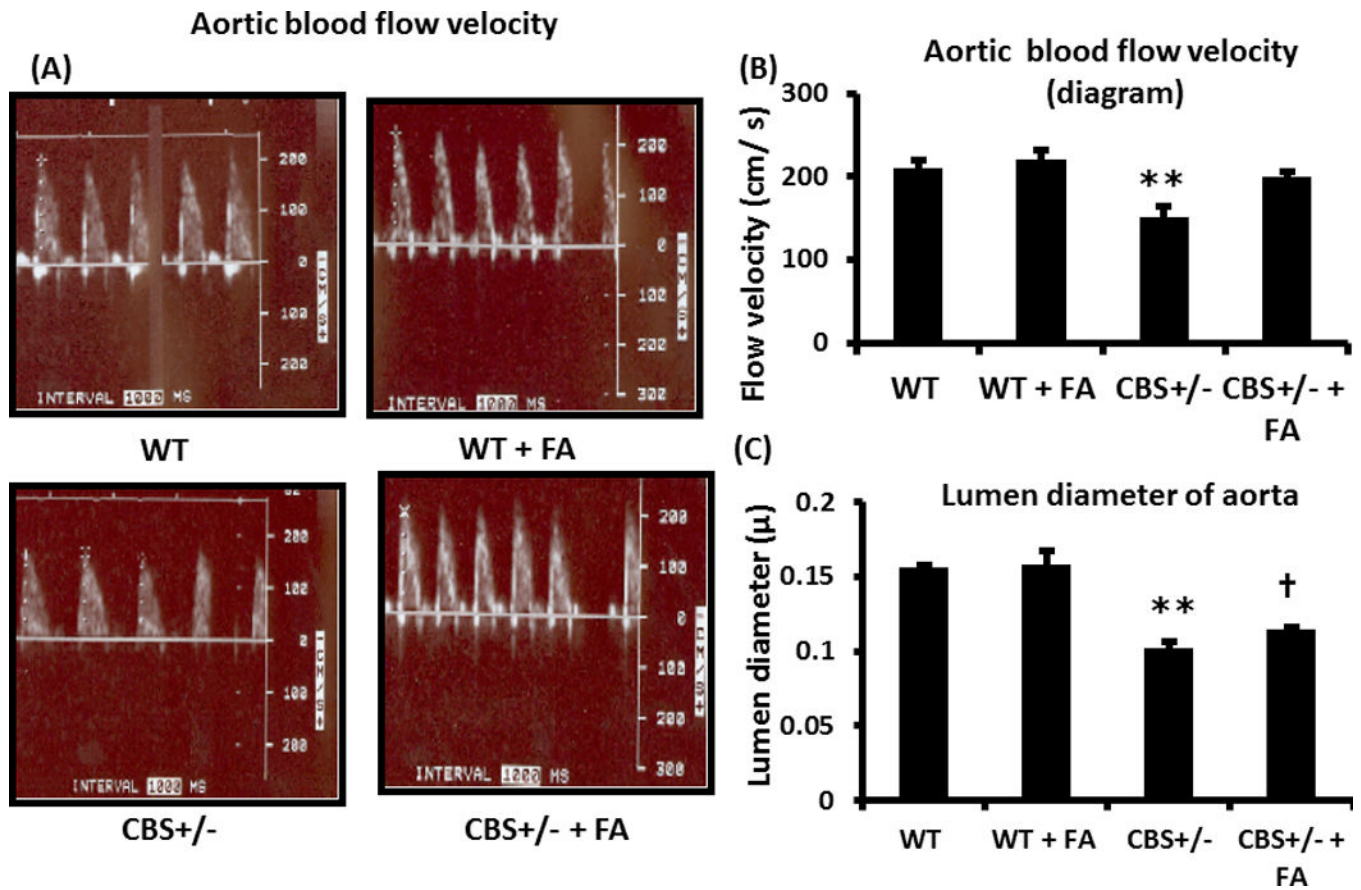 Aortic blood flow velocity
(A)
200
100
0
100
200
INTERVAL 1000 MS
WT
200
100
0
100
200
300
INTERVAL 1000 MS
WT + FA
200
100
0
100
200
INTERVAL 1000 MS
CBS+/-
200
100
0
100
200
300
INTERVAL 1000 MS
CBS+/- + FA
(B)
Aortic blood flow velocity
(diagram)
Flow velocity (cm/ s)
300
200
100
0
**
WT
WT + FA
CBS+/-
CBS+/- +
FA
(C)
Lumen diameter of aorta
Lumen diameter (μ)
0.2
0.15
0.1
0.05
0
**
†
WT
WT + FA
CBS+/-
CBS+/- +
FA